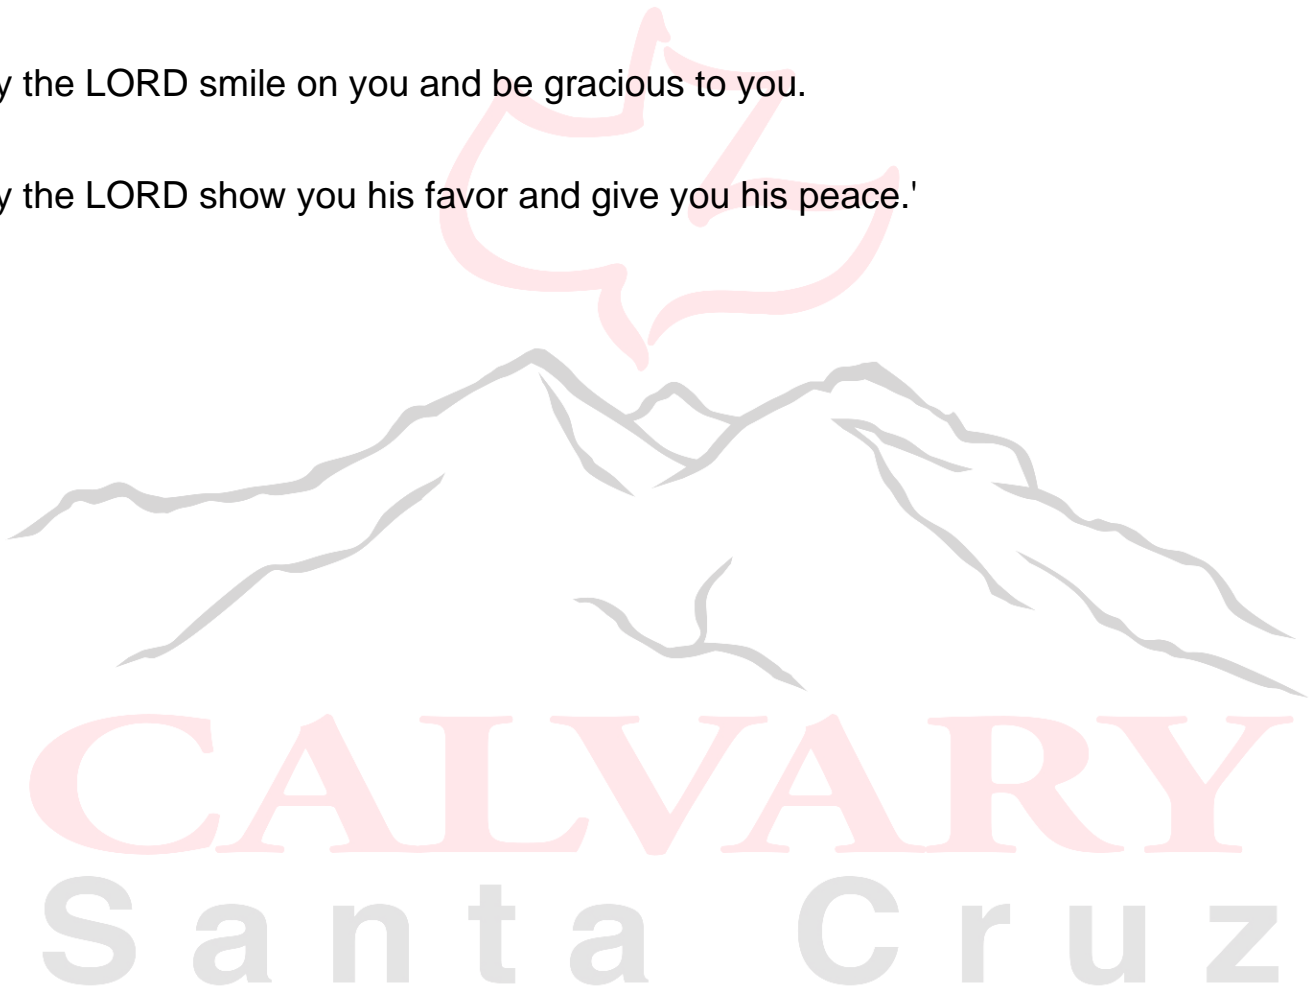 y the LORD smile on you and be gracious to you.
y the LORD show you his favor and give you his peace.'
CALVARY
Santa Cruz